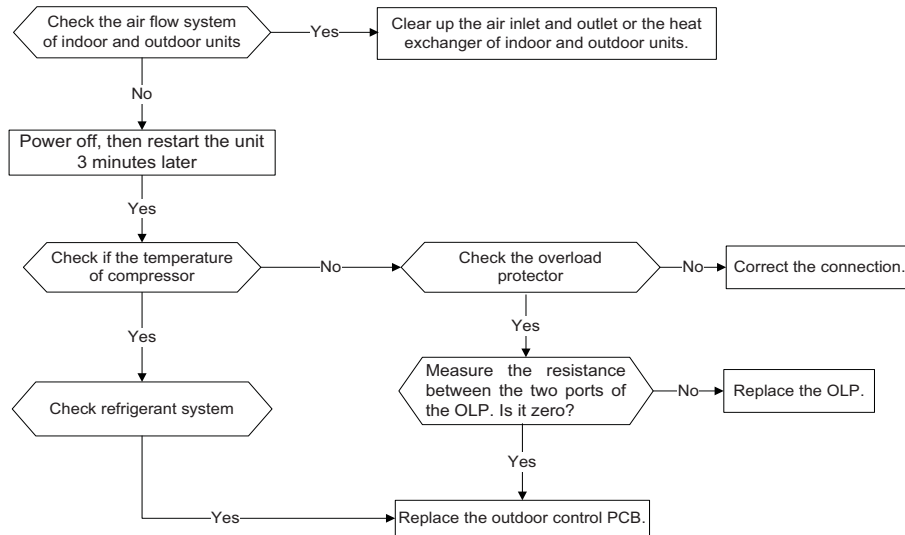 Check the air flow system
of indoor and outdoor units
Yes
Clear up the air inlet and outlet or the heat
exchanger of indoor and outdoor units.
No
Power off, then restart the unit
3 minutes later
Yes
Check if the temperature
of compressor
No
Check the overload
protector
No
Correct the connection.
Yes
Yes
Measure the resistance
between the two ports of
the OLP. Is it zero?
No
Replace the OLP.
Check refrigerant system
Yes
Yes
Replace the outdoor control PCB.